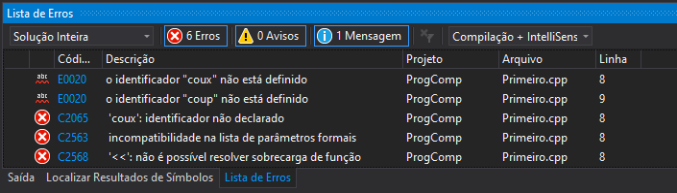 Lista de Erros
Solução Inteira 6 Erros 0 Avisos 1 Mensagem Compilação + IntelliSens
Códi... Descrição Projeto Arquivo Linha
abc E0020 o identificador "coux" não está definido ProgComp Primeiro.cpp 8
abc E0020 o identificador "coup" não está definido ProgComp Primeiro.cpp 9
C2065 'coux': identificador não declarado ProgComp Primeiro.cpp 8
C2563 incompatibilidade na lista de parâmetros formais ProgComp Primeiro.cpp 8
C2568 '<<': não é possível resolver sobrecarga de função ProgComp Primeiro.cpp 8
Saída Localizar Resultados de Símbolos Lista de Erros